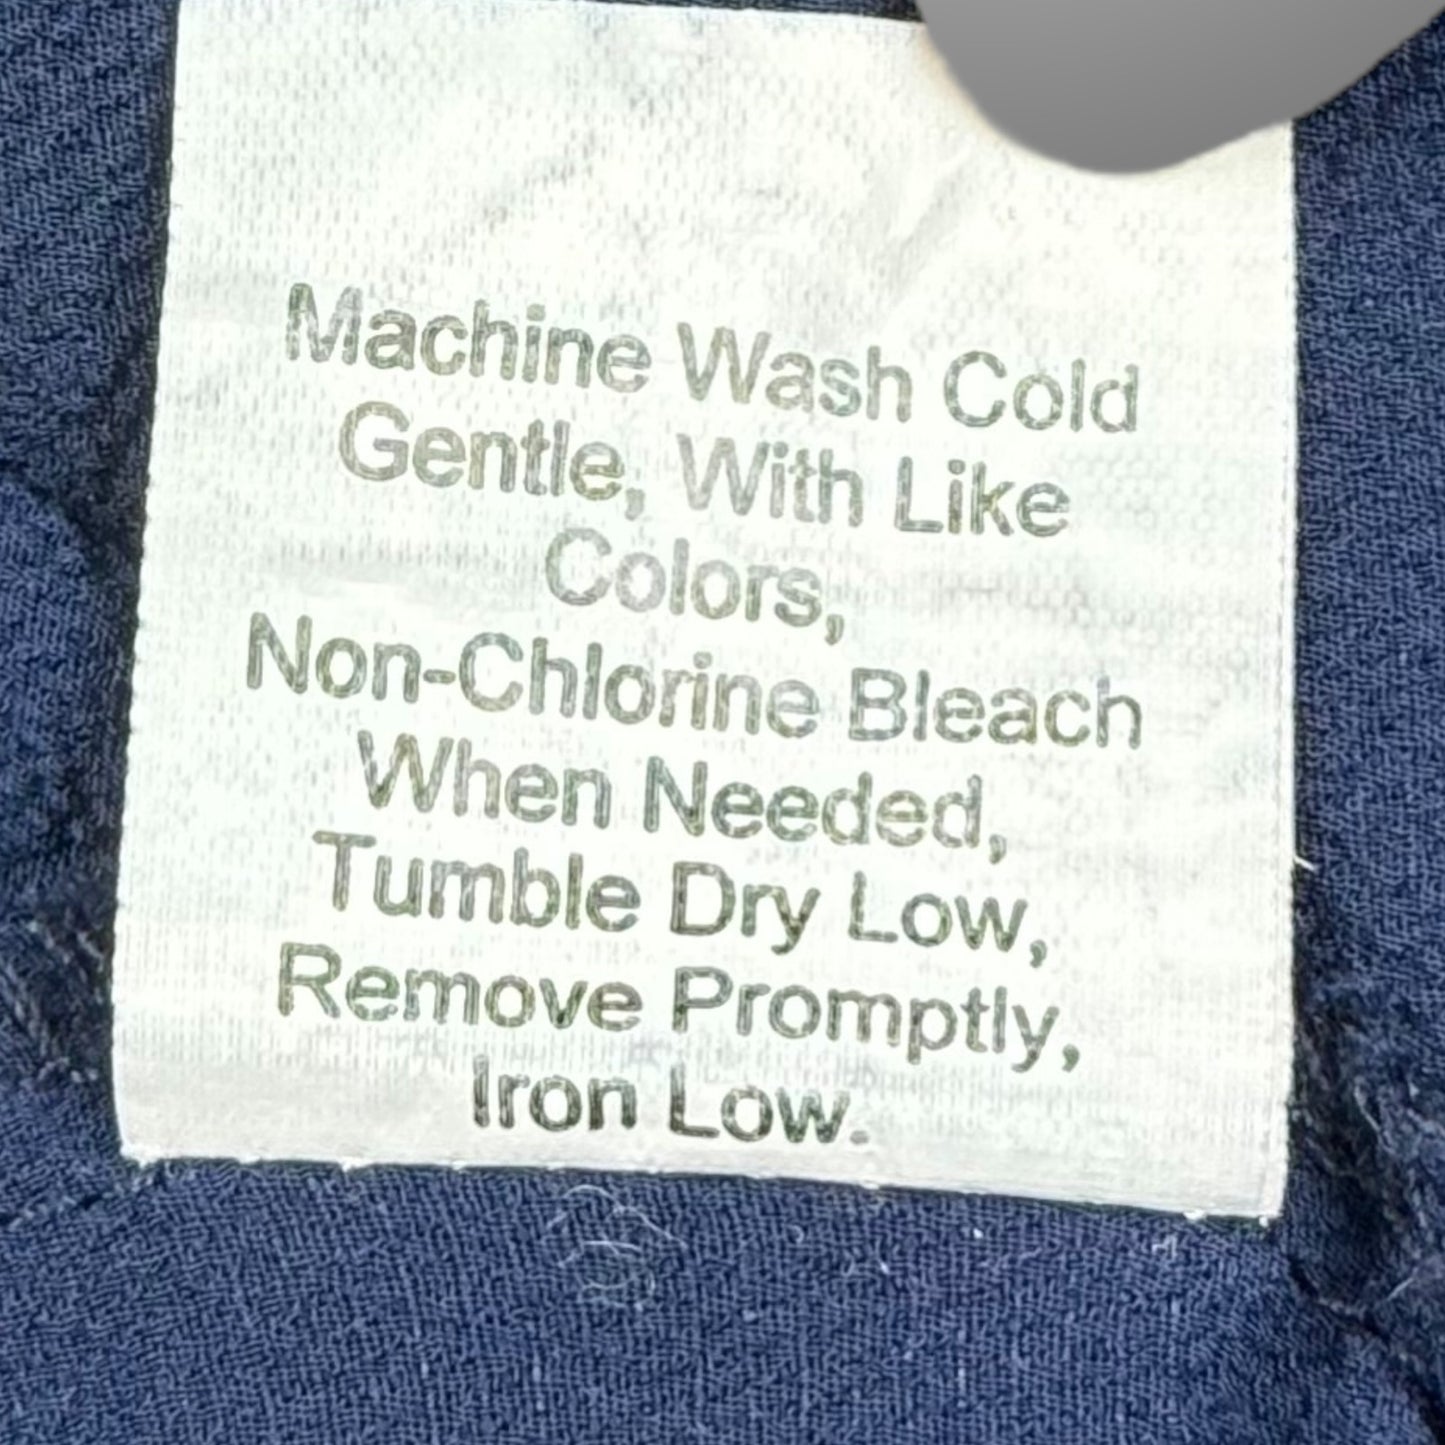 Machine Wash Cold
Gentle, With Like
Colors,
Non-Chlorine Bleach
When Needed,
Tumble Dry Low,
Remove Promptly,
Iron Low.